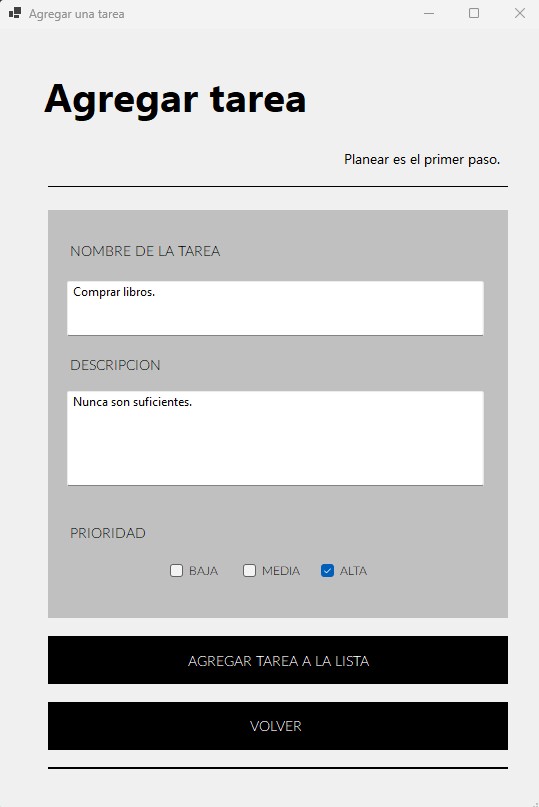 Agregar una tarea
Agregar tarea
Planear es el primer paso.
NOMBRE DE LA TAREA
Comprar libros.
DESCRIPCION
Nunca son suficientes.
PRIORIDAD
BAJA MEDIA ALTA
AGREGAR TAREA A LA LISTA
VOLVER